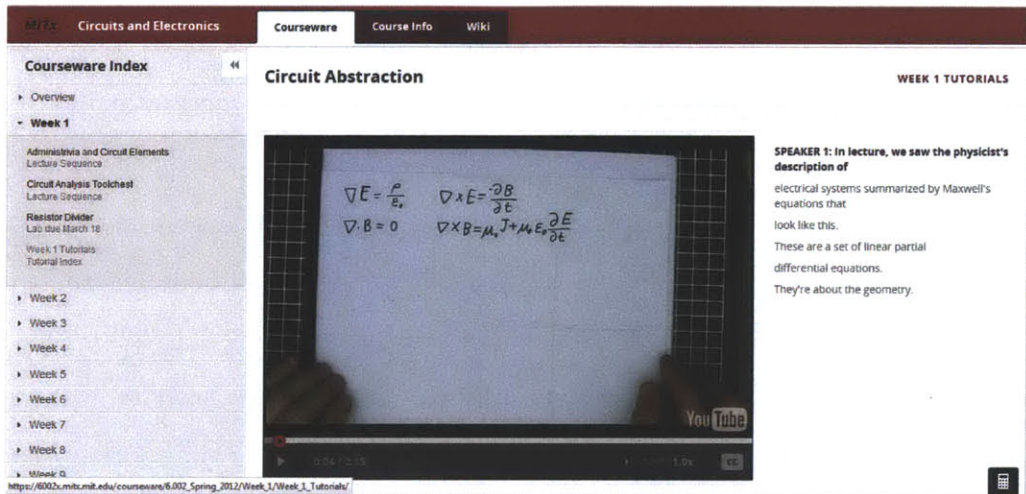 MITx Circuits and Electronics
Courseware
Course Info
Wiki
Courseware Index
Overview
Week 1
Administrivia and Circuit Elements
Lecture Sequence
Circuit Analysis Toolchest
Lecture Sequence
Resistor Divider
Lab due March 18
Week 1 Tutorials
Tutorial Index
Week 2
Week 3
Week 4
Week 5
Week 6
Week 7
Week 8
Week 9
Circuit Abstraction
WEEK 1 TUTORIALS
∇E = ρ/ε₀ ∇×E = -∂B/∂t
∇·B = 0 ∇×B = μ₀J + μ₀ε₀ ∂E/∂t
YouTube
1.0x
CC
SPEAKER 1: In lecture, we saw the physicist's
description of
electrical systems summarized by Maxwell's
equations that
look like this.
These are a set of linear partial
differential equations.
They're about the geometry.
https://6002x.mitx.mit.edu/courseware/6.002_Spring_2012/Week_1/Week_1_Tutorials/